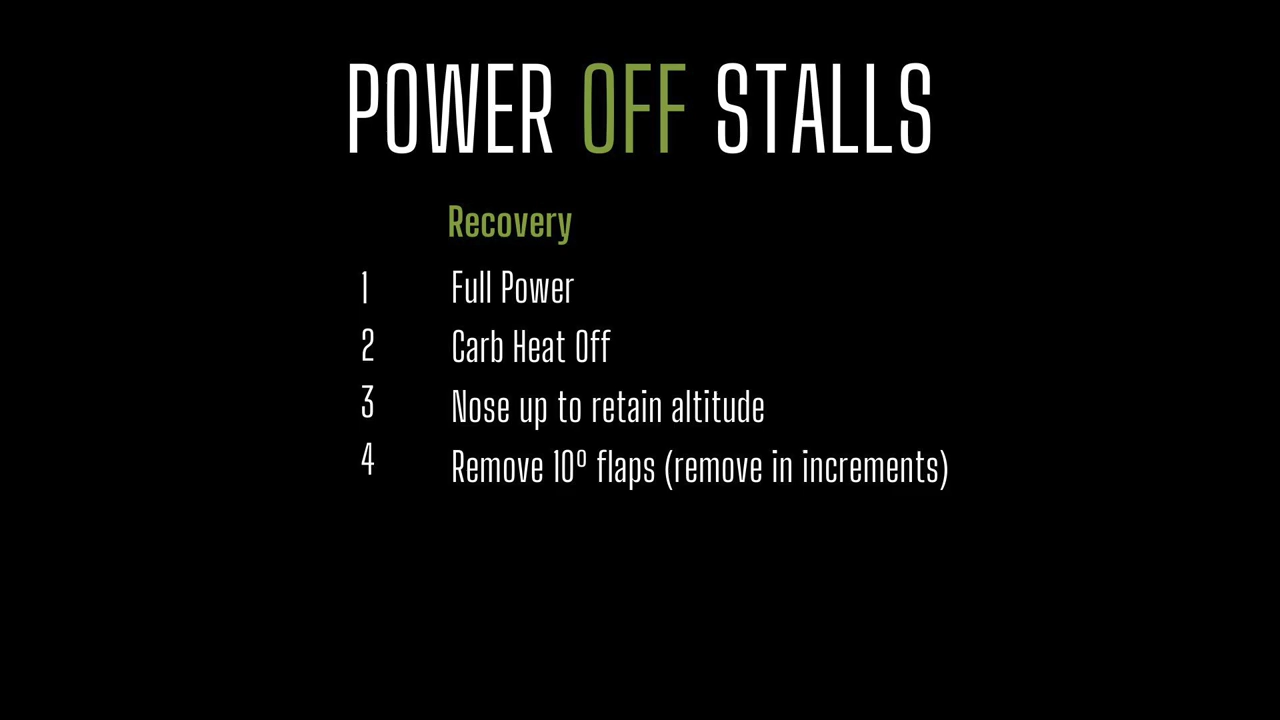 POWER OFF STALLS
Recovery
1 Full Power
2 Carb Heat Off
3 Nose up to retain altitude
4 Remove 10º flaps (remove in increments)